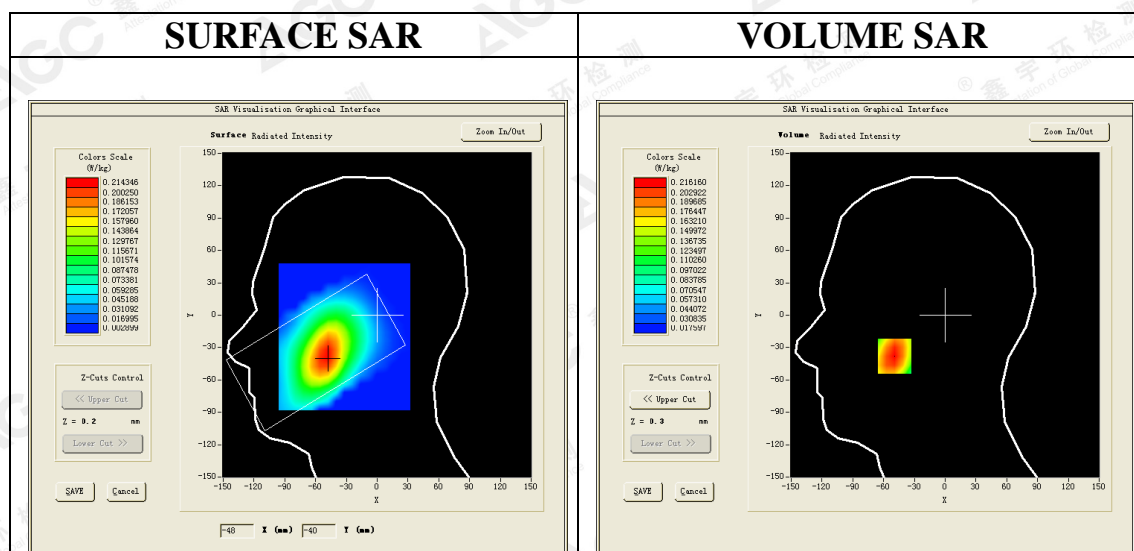 SURFACE SAR
VOLUME SAR
SAR Visualisation Graphical Interface
Surface Radiated Intensity
Zoom In/Out
Colors Scale
(W/kg)
0.214346
0.200250
0.186153
0.172057
0.157960
0.143864
0.129767
0.115671
0.101574
0.087478
0.073381
0.059285
0.045188
0.031092
0.016995
0.002899
Z-Cuts Control
<< Upper Cut
Z = 0.2 mm
Lower Cut >>
SAVE
Cancel
150
120
90
60
30
0
-30
-60
-90
-120
-150
Y
-150 -120 -90 -60 -30 0 30 60 90 120 150
X
-48 X (mm) -40 Y (mm)
SAR Visualisation Graphical Interface
Volume Radiated Intensity
Zoom In/Out
Colors Scale
(W/kg)
0.216160
0.202922
0.189685
0.176447
0.163210
0.149972
0.136735
0.123497
0.110260
0.097022
0.083785
0.070547
0.057310
0.044072
0.030835
0.017597
Z-Cuts Control
<< Upper Cut
Z = 0.3 mm
Lower Cut >>
SAVE
Cancel
150
120
90
60
30
0
-30
-60
-90
-120
-150
Y
-150 -120 -90 -60 -30 0 30 60 90 120 150
X